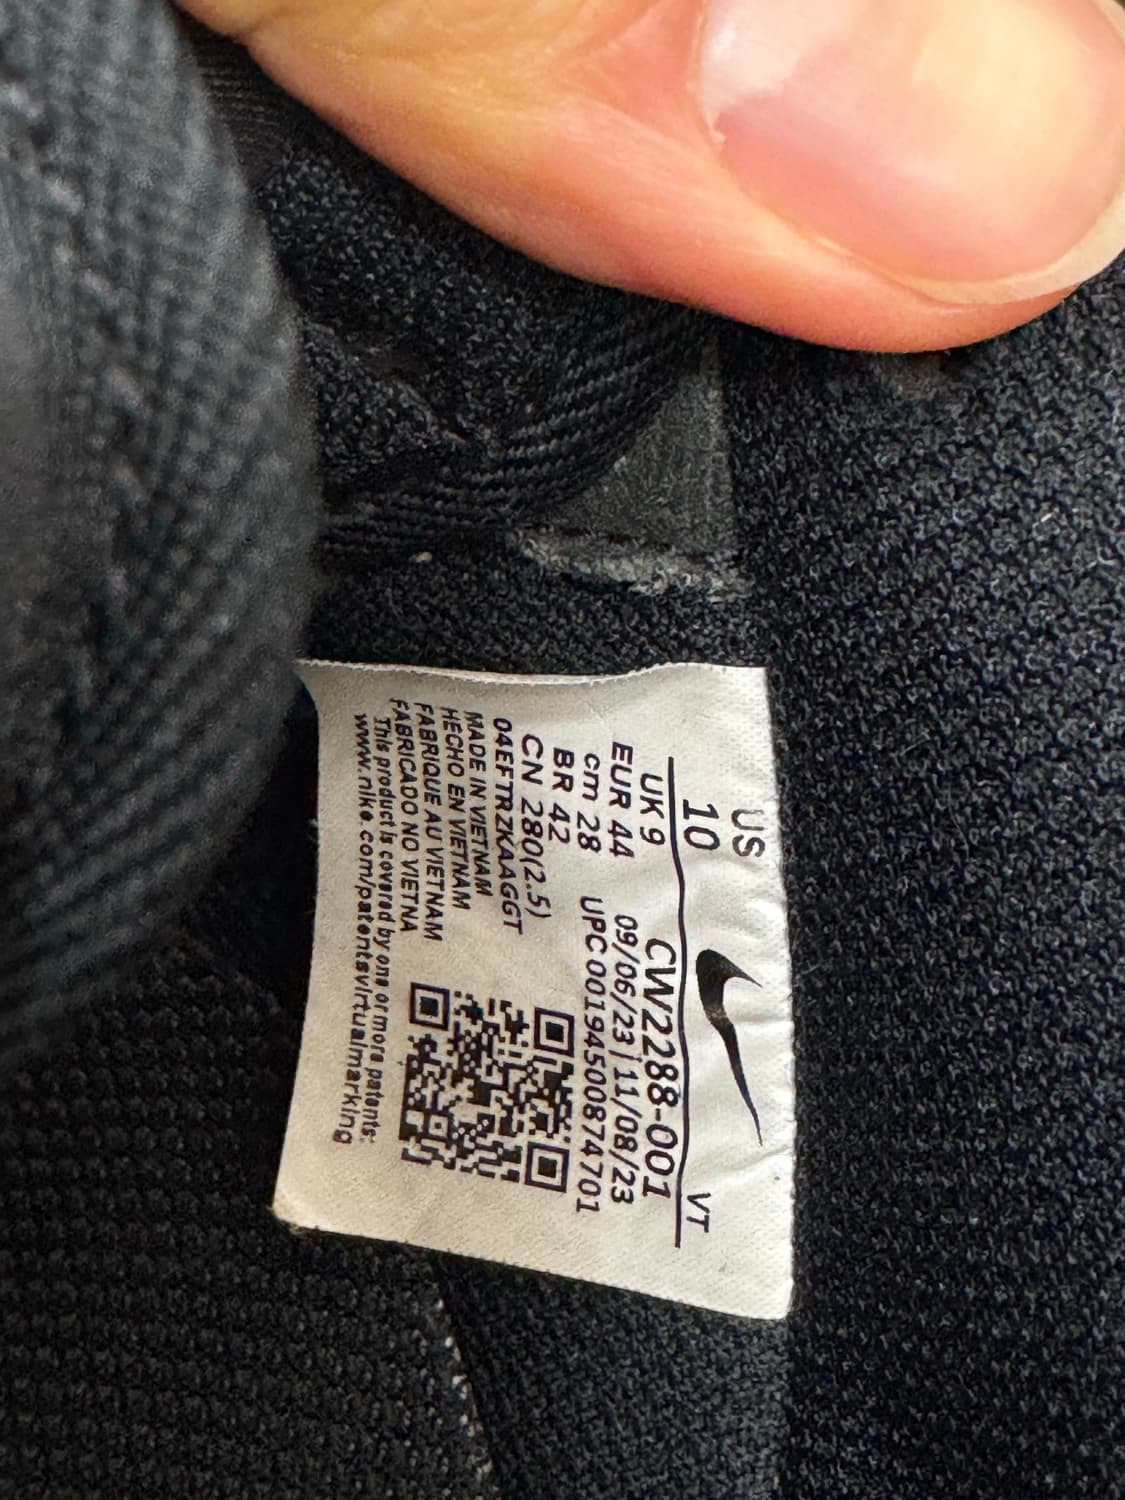 US
10
VT
UK 9
CW2288-001
EUR 44
09/06/23 | 11/08/23
cm 28
UPC 00194500874701
BR 42
CN 280(2.5)
04EFTRZKAAGGT
MADE IN VIETNAM
HECHO EN VIETNAM
FABRIQUE AU VIETNAM
FABRICADO NO VIETNA
This product is covered by one or more patents:
www.nike.com/patentsvirtualmarking